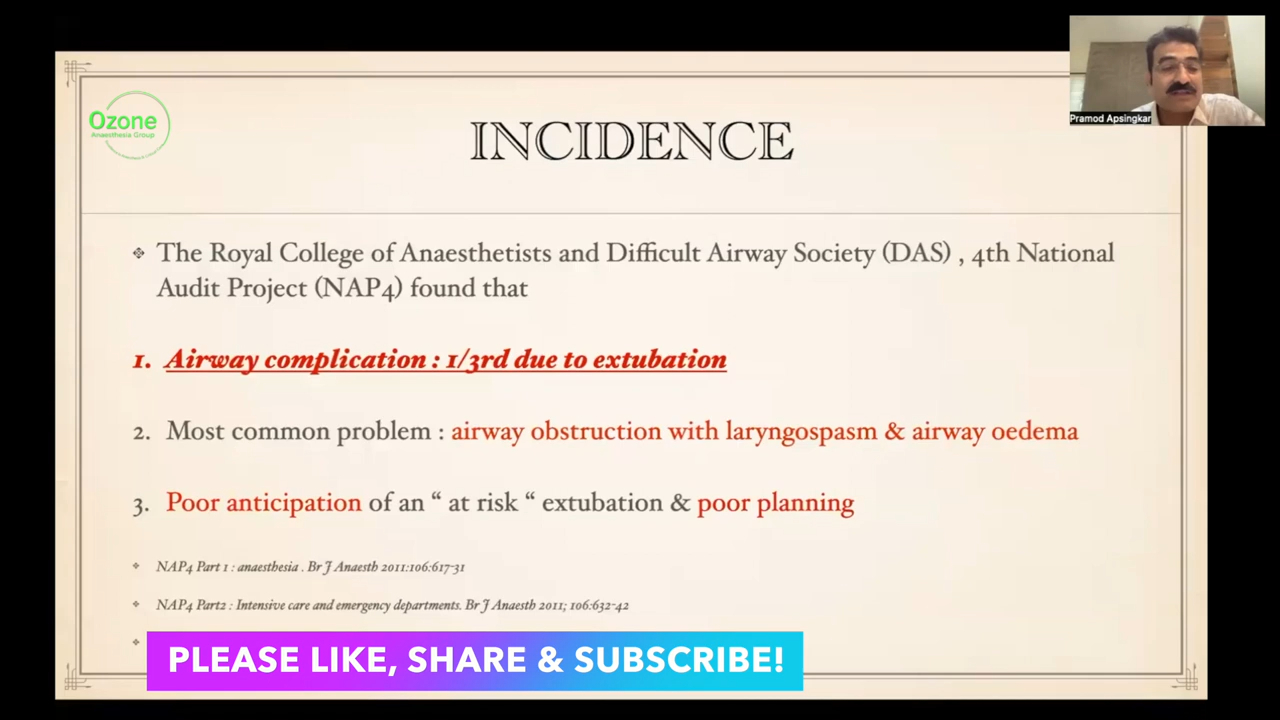 Pramod Apsingkar
Ozone
Anaesthesia Group
INCIDENCE
The Royal College of Anaesthetists and Difficult Airway Society (DAS) , 4th National
Audit Project (NAP4) found that
1. Airway complication : 1/3rd due to extubation
2. Most common problem : airway obstruction with laryngospasm & airway oedema
3. Poor anticipation of an “ at risk “ extubation & poor planning
NAP4 Part 1 : anaesthesia . Br J Anaesth 2011:106:617-31
NAP4 Part2 : Intensive care and emergency departments. Br J Anaesth 2011; 106:632-42
PLEASE LIKE, SHARE & SUBSCRIBE!